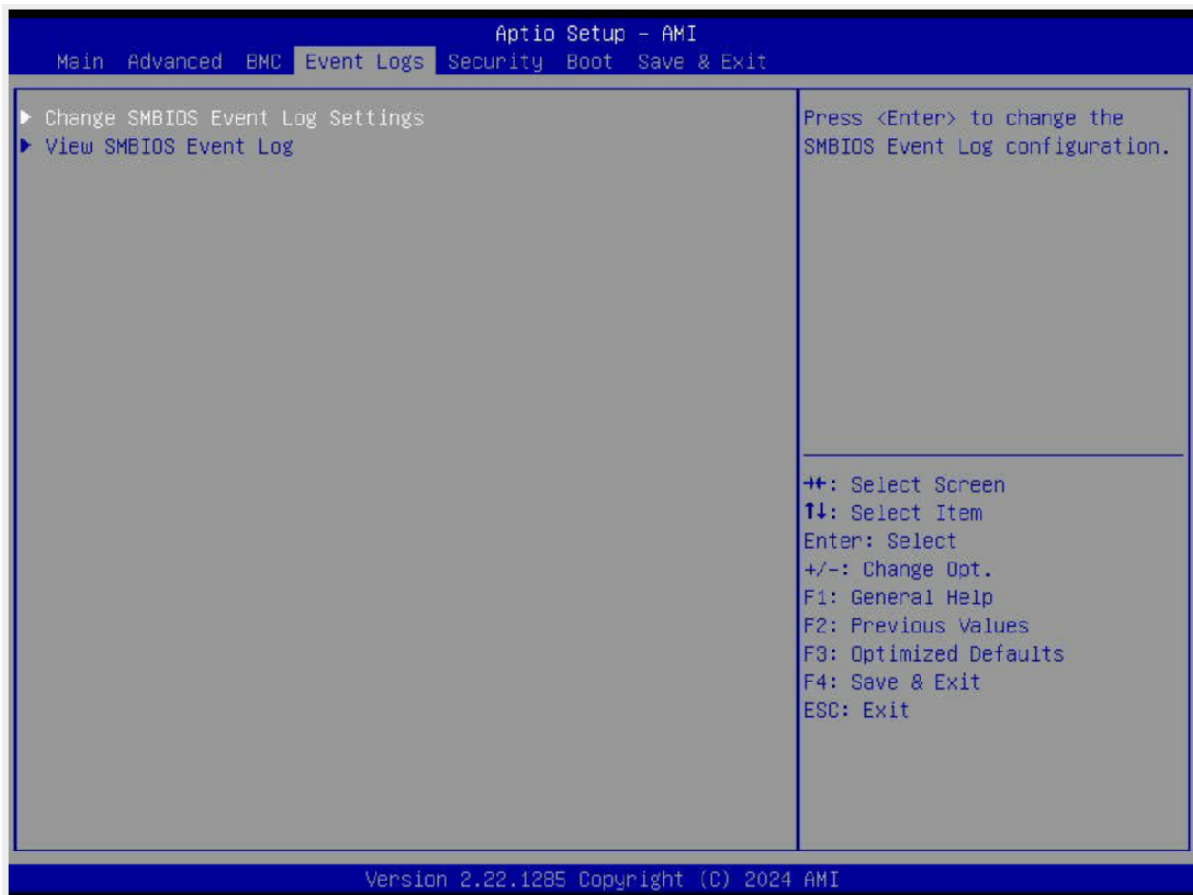 Aptio Setup - AMI
Main Advanced BMC Event Logs Security Boot Save & Exit
▶ Change SMBIOS Event Log Settings
▶ View SMBIOS Event Log
Press <Enter> to change the
SMBIOS Event Log configuration.
→←: Select Screen
↑↓: Select Item
Enter: Select
+/-: Change Opt.
F1: General Help
F2: Previous Values
F3: Optimized Defaults
F4: Save & Exit
ESC: Exit
Version 2.22.1285 Copyright (C) 2024 AMI